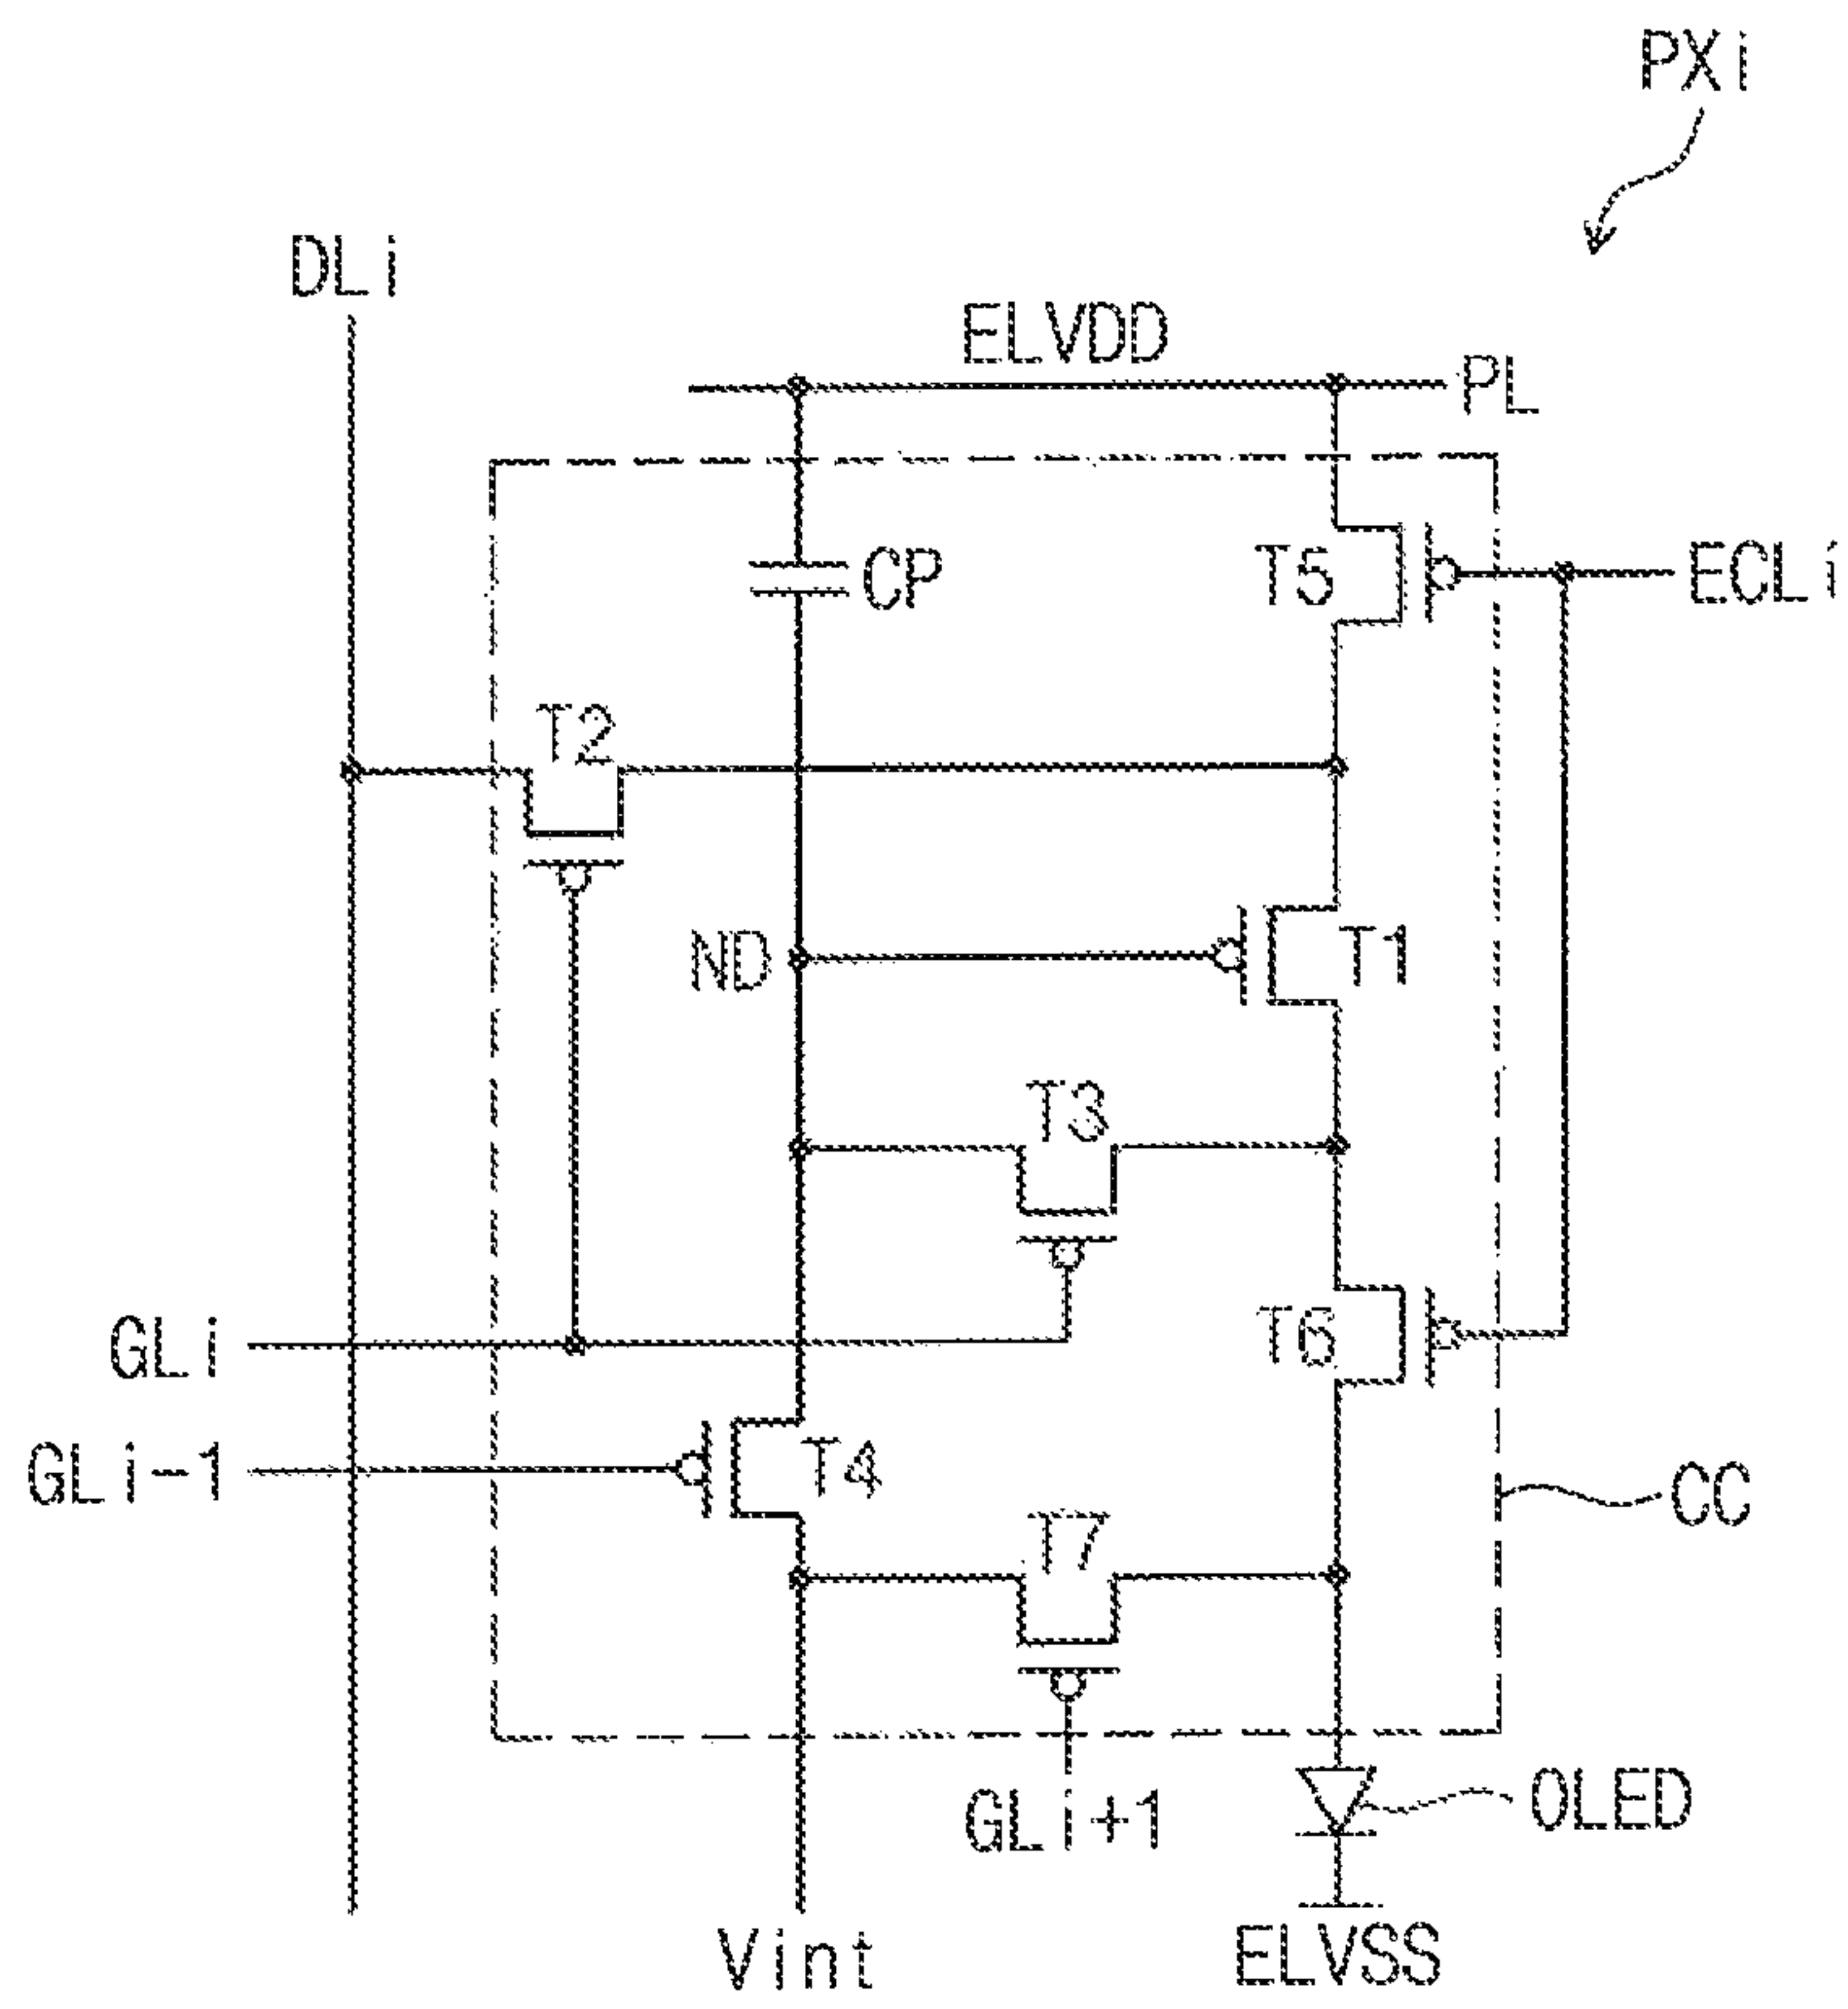 PXi
DLi
ELVDD
PL
CP
T5
ECLi
T2
ND
T1
T3
GLi
T6
GLi-1
T4
CC
T7
GLi+1
OLED
Vint
ELVSS